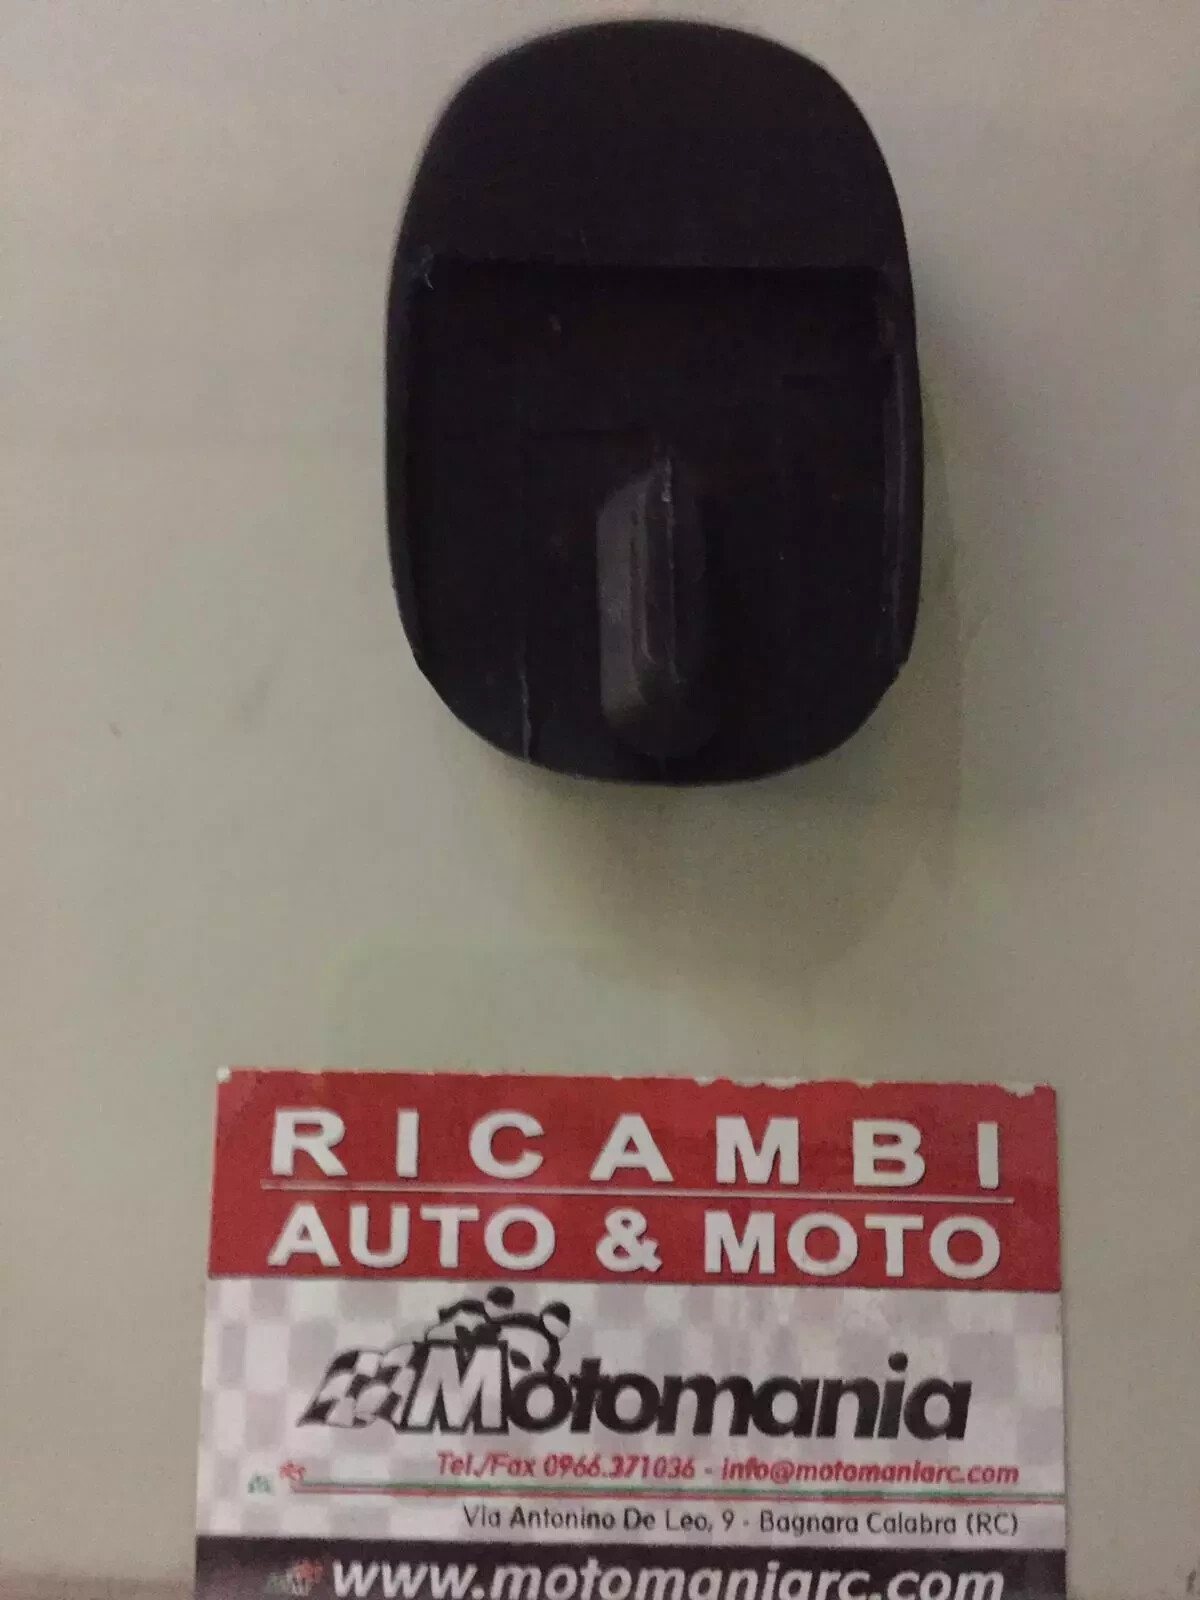 RICAMBI
AUTO & MOTO
Motomania
Tel./Fax 0966.371036 - info@motomaniarc.com
Via Antonino De Leo, 9 - Bagnara Calabra (RC)
www.motomaniarc.com